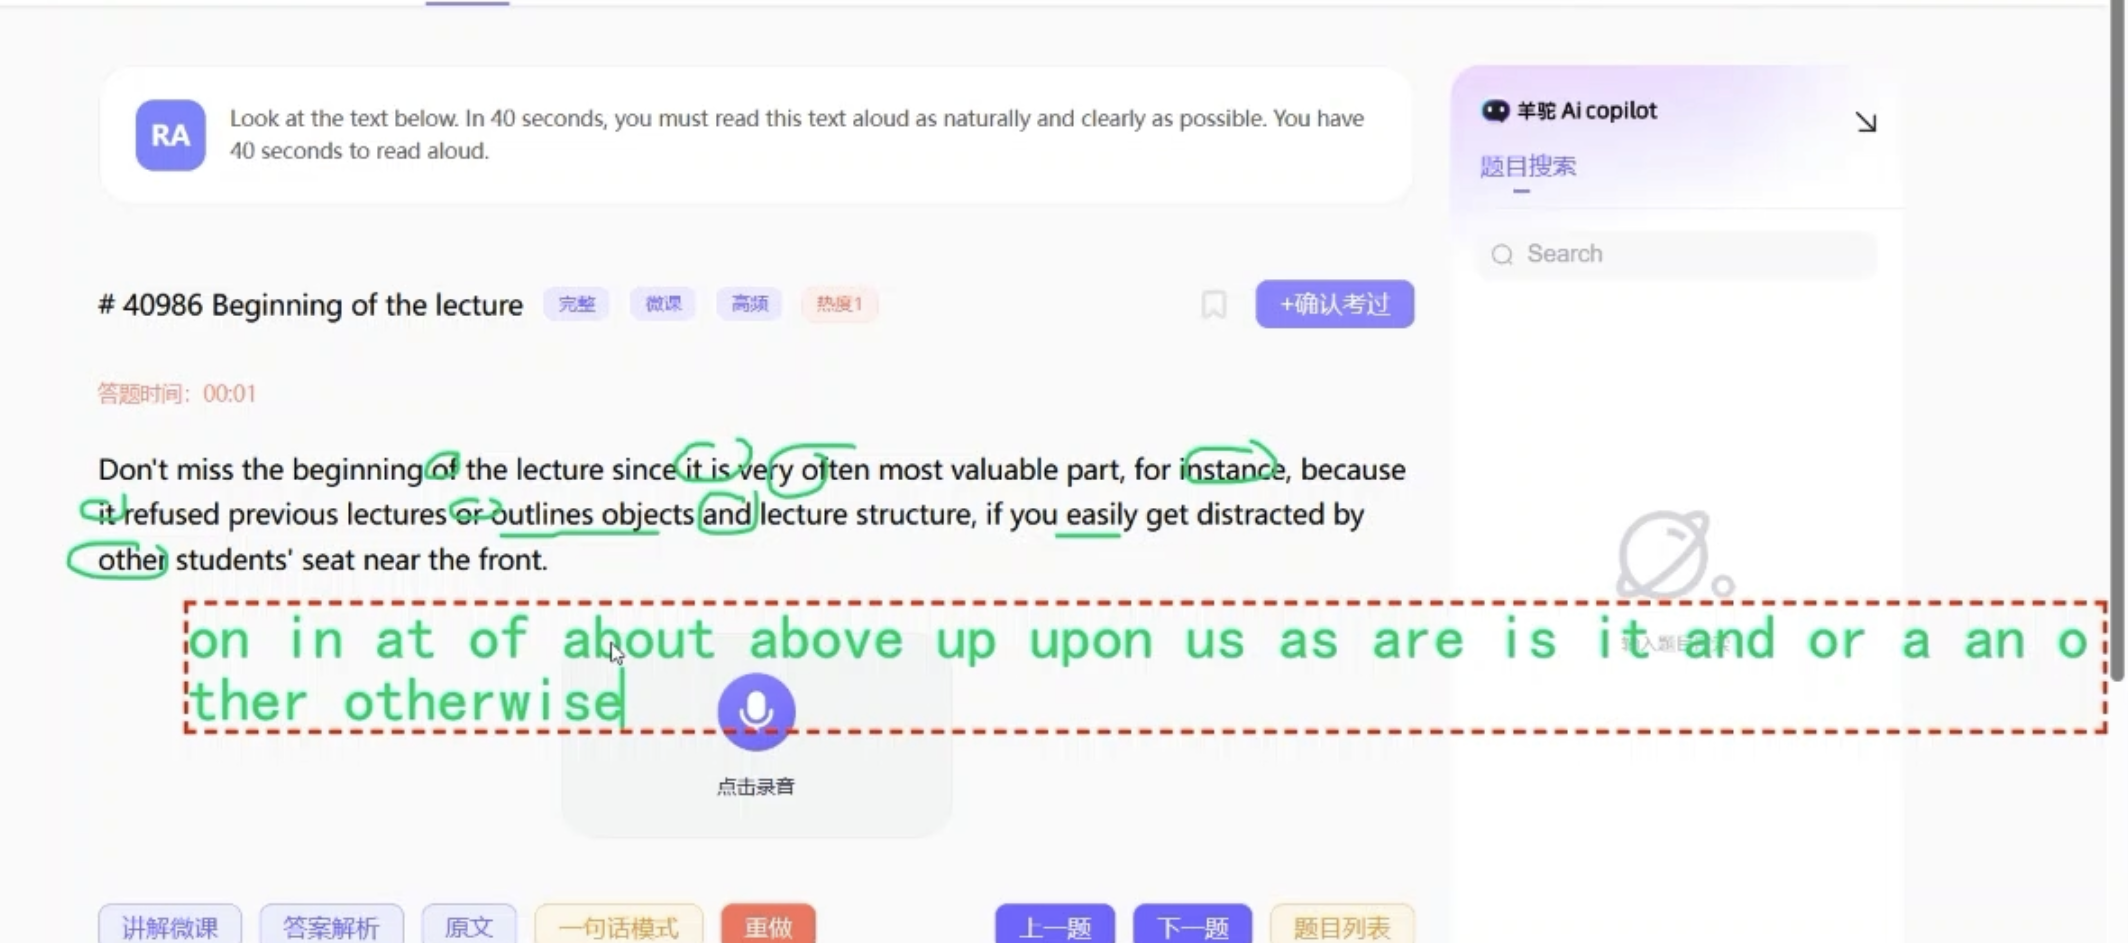 RA
Look at the text below. In 40 seconds, you must read this text aloud as naturally and clearly as possible. You have
40 seconds to read aloud.
羊驼 Ai copilot
题目搜索
Search
# 40986 Beginning of the lecture
完整
微课
高频
热度1
+确认考过
答题时间：00:01
Don't miss the beginning of the lecture since it is very often most valuable part, for instance, because
it refused previous lectures or outlines objects and lecture structure, if you easily get distracted by
other students' seat near the front.
on in at of about above up upon us as are is it and or a an o
ther otherwise
点击录音
讲解微课
答案解析
原文
一句话模式
重做
上一题
下一题
题目列表